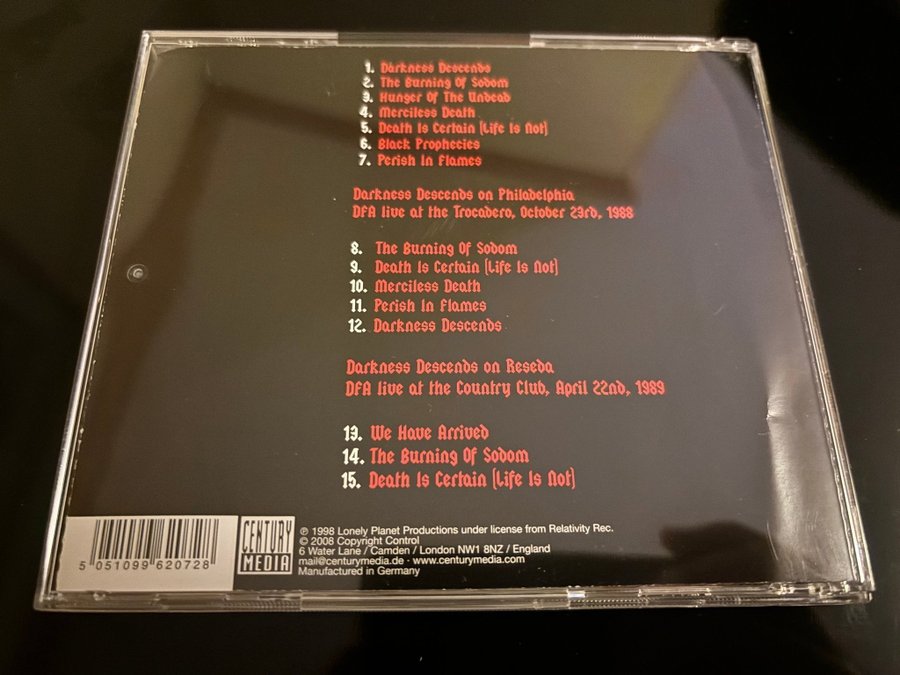 1. Darkness Descends
2. The Burning Of Sodom
3. Hunger Of The Undead
4. Merciless Death
5. Death Is Certain (Life Is Not)
6. Black Prophecies
7. Perish In Flames
Darkness Descends on Philadelphia
DFA live at the Trocadero, October 23rd, 1988
8. The Burning Of Sodom
9. Death Is Certain (Life Is Not)
10. Merciless Death
11. Perish In Flames
12. Darkness Descends
Darkness Descends on Reseda
DFA live at the Country Club, April 22nd, 1989
13. We Have Arrived
14. The Burning Of Sodom
15. Death Is Certain (Life Is Not)
5 051099 620728
CENTURY
MEDIA
℗ 1998 Lonely Planet Productions under license from Relativity Rec.
© 2008 Copyright Control
6 Water Lane / Camden / London NW1 8NZ / England
mail@centurymedia.de - www.centurymedia.com
Manufactured in Germany